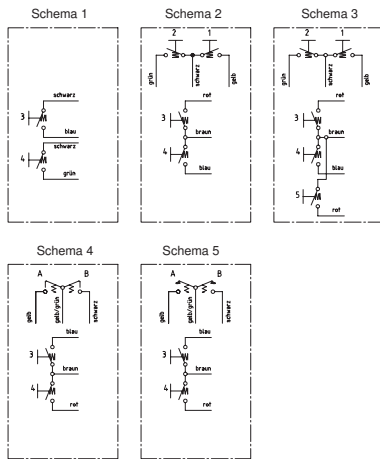 Schema 1
schwarz
3
blau
schwarz
4
grün
Schema 2
2 1
grün
schwarz
gelb
rot
3
braun
4
blau
Schema 3
2 1
grün
schwarz
gelb
rot
3
braun
4
blau
5
rot
Schema 4
A B
gelb
gelb/grün
schwarz
blau
3
braun
4
rot
Schema 5
A B
gelb
gelb/grün
schwarz
blau
3
braun
4
rot